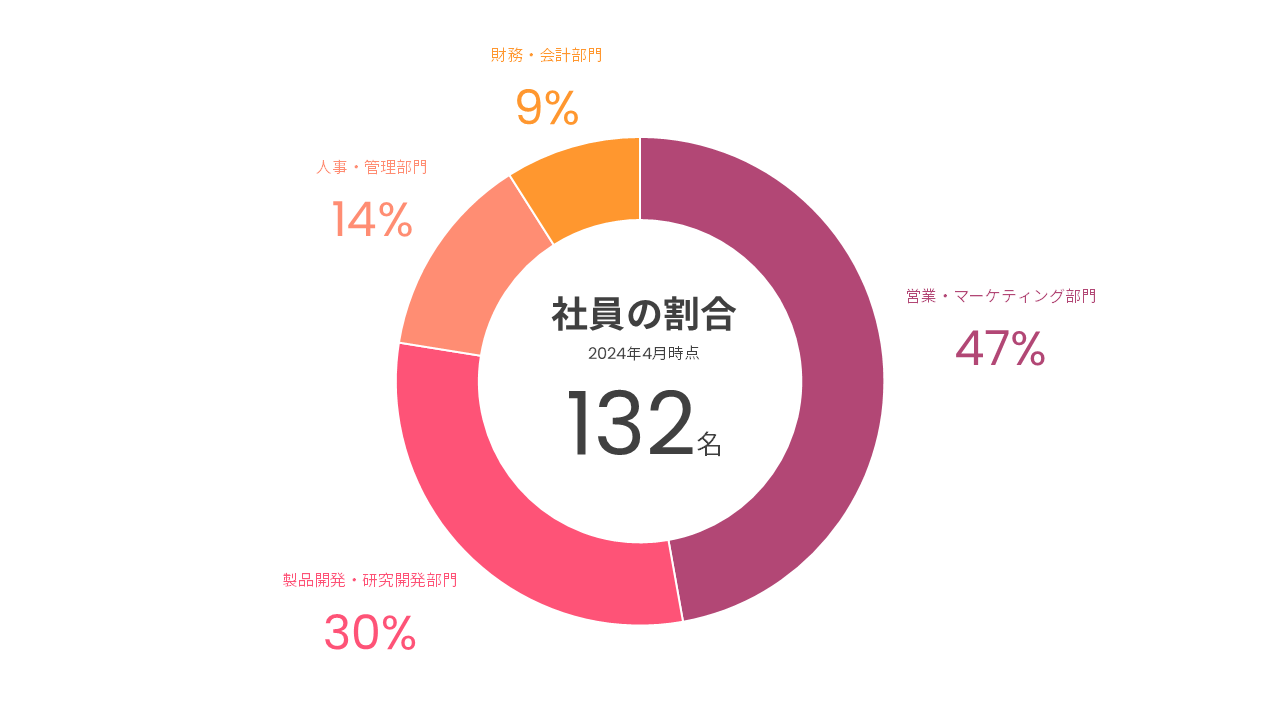 財務・会計部門
9%
人事・管理部門
14%
営業・マーケティング部門
47%
社員の割合
2024年4月時点
132名
製品開発・研究開発部門
30%